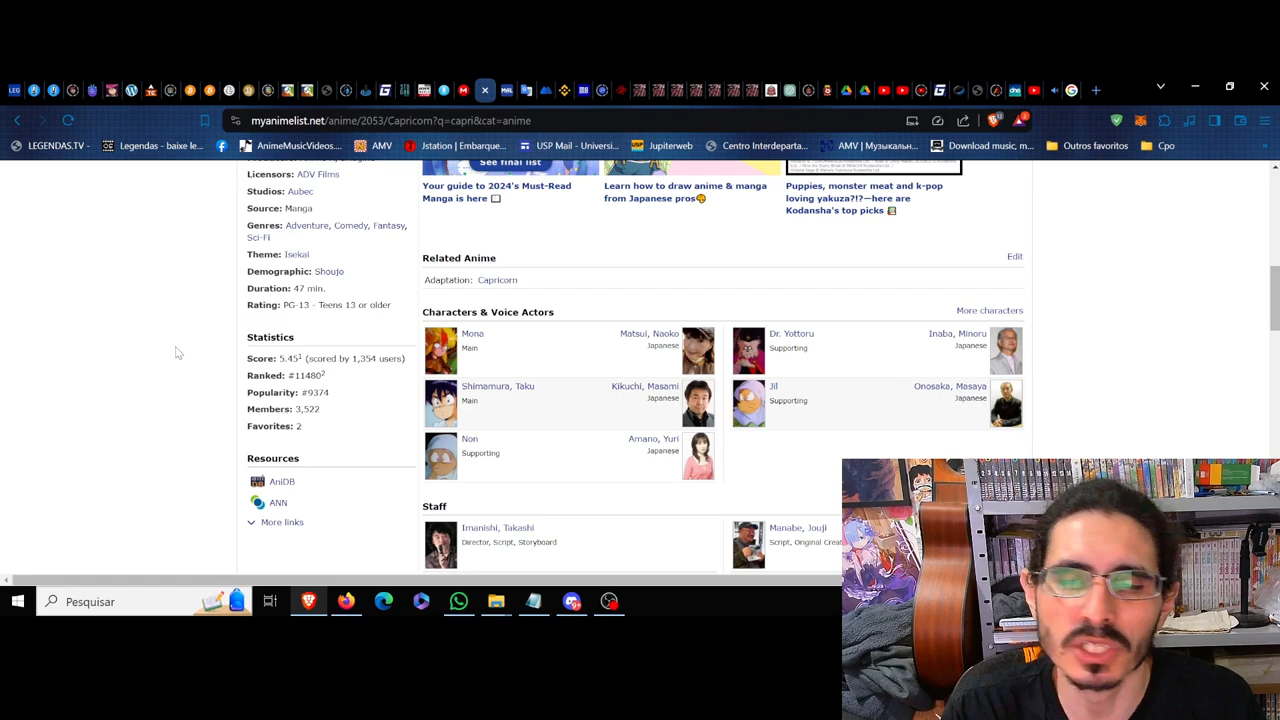 LEG
myanimelist.net/anime/2053/Capricorn?q=capri&cat=anime
LEGENDAS.TV -
Legendas - baixe le...
AnimeMusicVideos...
AMV
Jstation | Embarque...
USP Mail - Universi...
Jupiterweb
Centro Interdeparta...
AMV | Музыкальн...
Download music, m...
Outros favoritos
Cpo
Licensors: ADV Films
Studios: Aubec
Source: Manga
Genres: Adventure, Comedy, Fantasy,
Sci-Fi
Theme: Isekai
Demographic: Shoujo
Duration: 47 min.
Rating: PG-13 - Teens 13 or older
Statistics
Score: 5.45¹ (scored by 1,354 users)
Ranked: #11480²
Popularity: #9374
Members: 3,522
Favorites: 2
Resources
AniDB
ANN
More links
See final list
Your guide to 2024's Must-Read
Manga is here
Learn how to draw anime & manga
from Japanese pros
Puppies, monster meat and k-pop
loving yakuza?!?—here are
Kodansha's top picks
Related Anime
Edit
Adaptation: Capricorn
Characters & Voice Actors
More characters
Mona
Main
Matsui, Naoko
Japanese
Dr. Yottoru
Supporting
Inaba, Minoru
Japanese
Shimamura, Taku
Main
Kikuchi, Masami
Japanese
Jil
Supporting
Onosaka, Masaya
Japanese
Non
Supporting
Amano, Yuri
Japanese
Staff
Imanishi, Takashi
Director, Script, Storyboard
Manabe, Jouji
Script, Original Creat
Pesquisar